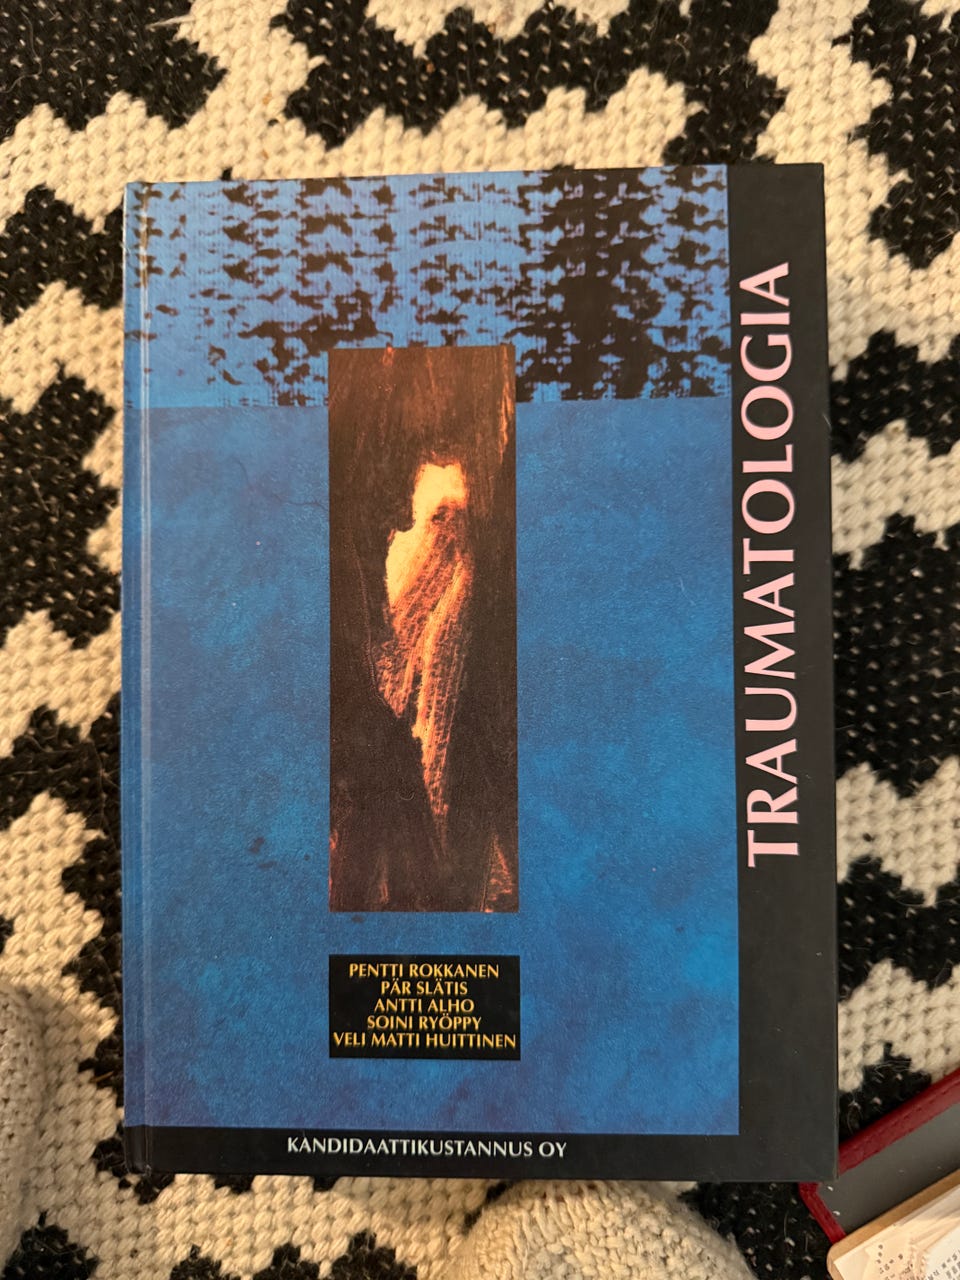 TRAUMATOLOGIA
PENTTI ROKKANEN
PÄR SLÄTIS
ANTTI ALHO
SOINI RYÖPPY
VELI MATTI HUITTINEN
KANDIDAATTIKUSTANNUS OY